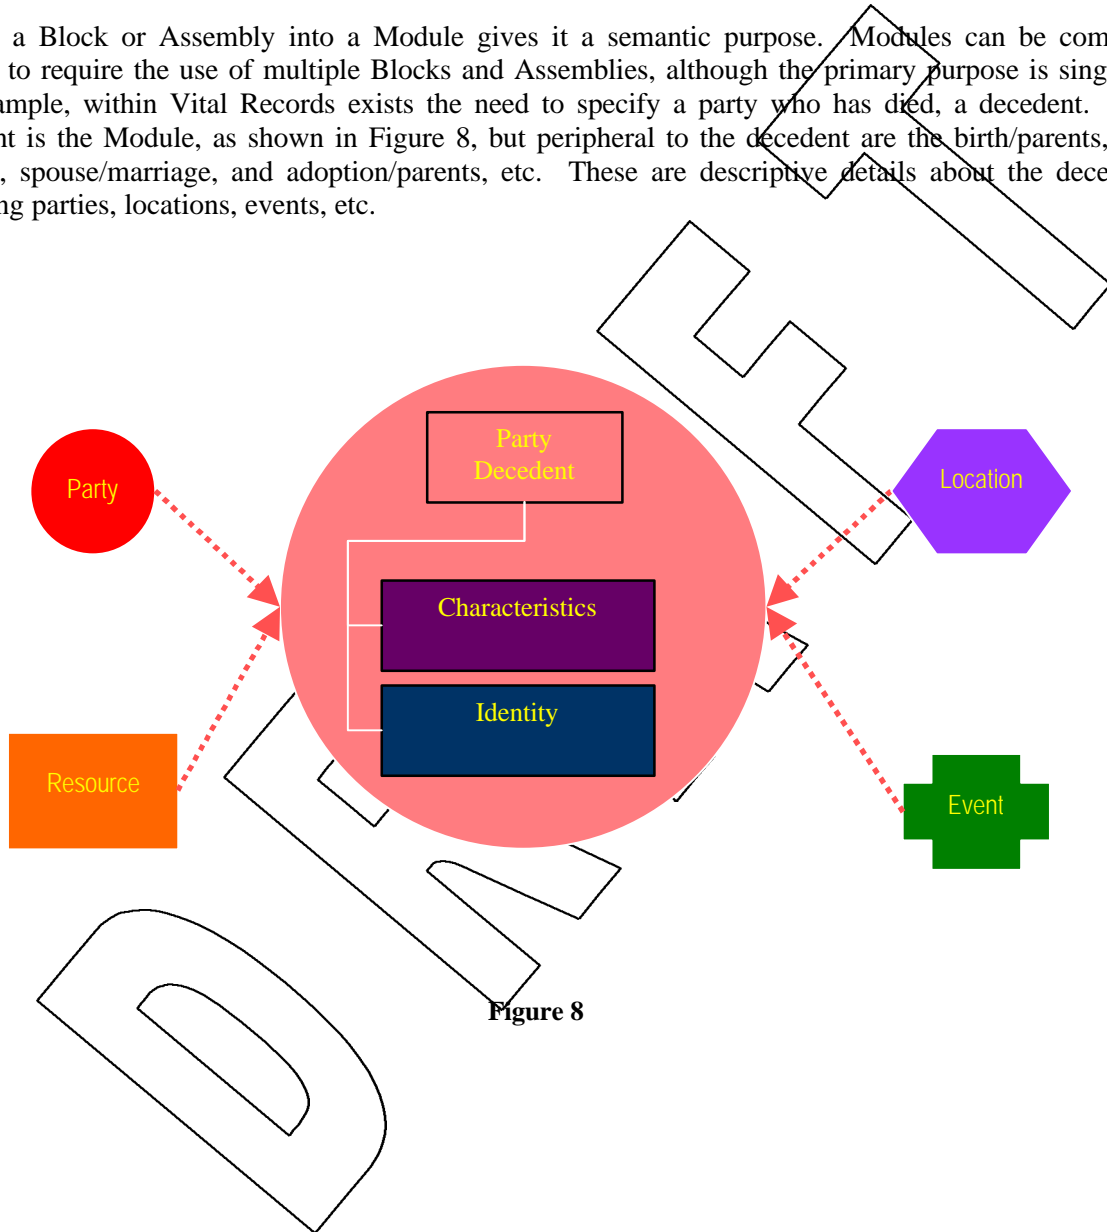 a Block or Assembly into a Module gives it a semantic purpose. Modules can be com
to require the use of multiple Blocks and Assemblies, although the primary purpose is sing
ample, within Vital Records exists the need to specify a party who has died, a decedent.
nt is the Module, as shown in Figure 8, but peripheral to the decedent are the birth/parents,
, spouse/marriage, and adoption/parents, etc. These are descriptive details about the dece
ng parties, locations, events, etc.
Party
Decedent
Party
Location
Characteristics
Identity
Resource
Event
Figure 8
DRAFT